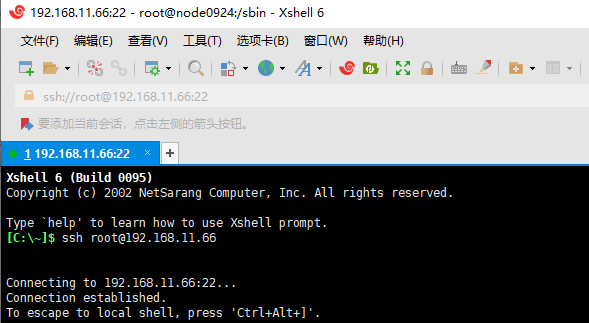 192.168.11.66:22 - root@node0924:/sbin - Xshell 6
文件(F) 编辑(E) 查看(V) 工具(T) 选项卡(B) 窗口(W) 帮助(H)
ssh://root@192.168.11.66:22
要添加当前会话，点击左侧的箭头按钮。
1 192.168.11.66:22 × +
Xshell 6 (Build 0095)
Copyright (c) 2002 NetSarang Computer, Inc. All rights reserved.
Type `help' to learn how to use Xshell prompt.
[C:\~]$ ssh root@192.168.11.66
Connecting to 192.168.11.66:22...
Connection established.
To escape to local shell, press 'Ctrl+Alt+]'.